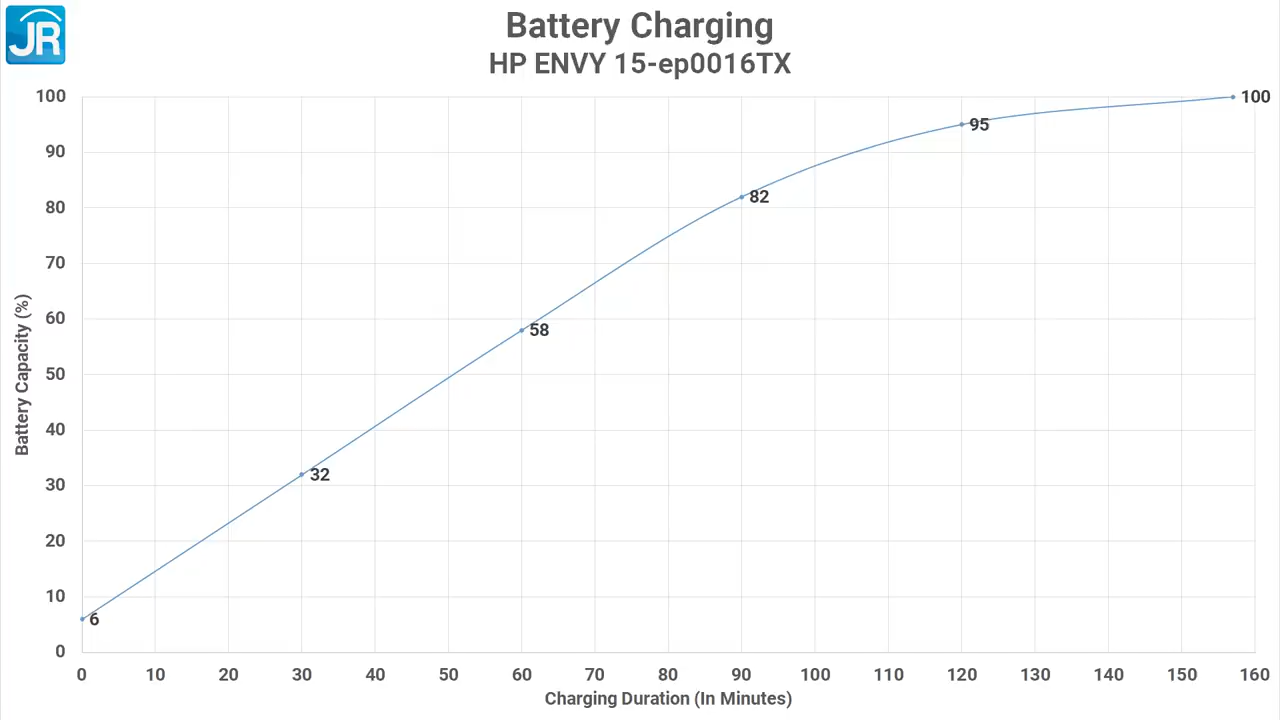 JR
Battery Charging
HP ENVY 15-ep0016TX
100
90
80
70
60
50
40
30
20
10
0
Battery Capacity (%)
6
32
58
82
95
100
0 10 20 30 40 50 60 70 80 90 100 110 120 130 140 150 160
Charging Duration (In Minutes)